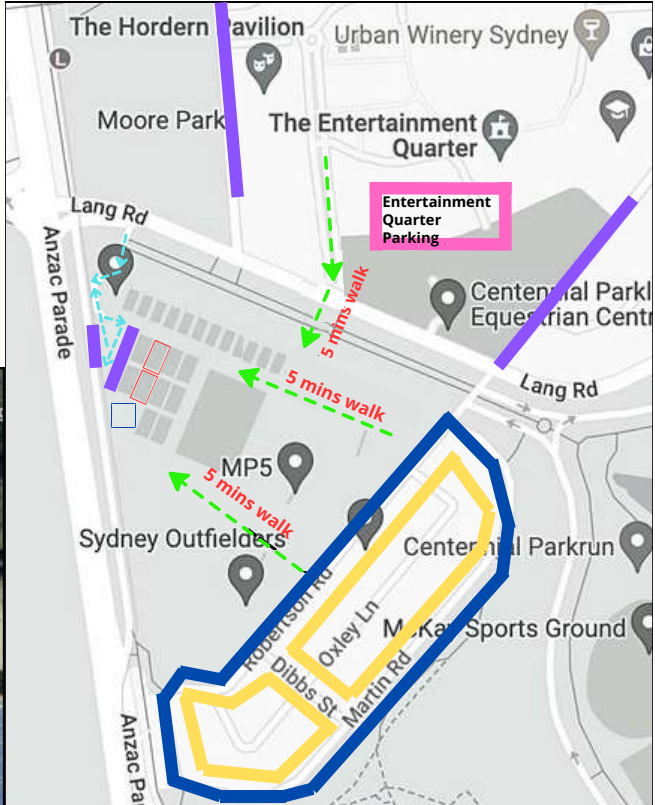 The Hordern Pavilion
Urban Winery Sydney
L
Moore Park
The Entertainment
Quarter
Entertainment
Quarter
Parking
Lang Rd
Anzac Parade
5 mins walk
Centennial Parkl
Equestrian Centr
Lang Rd
5 mins walk
MP5
5 mins walk
Sydney Outfielders
Centennial Parkrun
Robertson Rd
Oxley Ln
McKay Sports Ground
Dibbs St
Martin Rd
Anzac Par